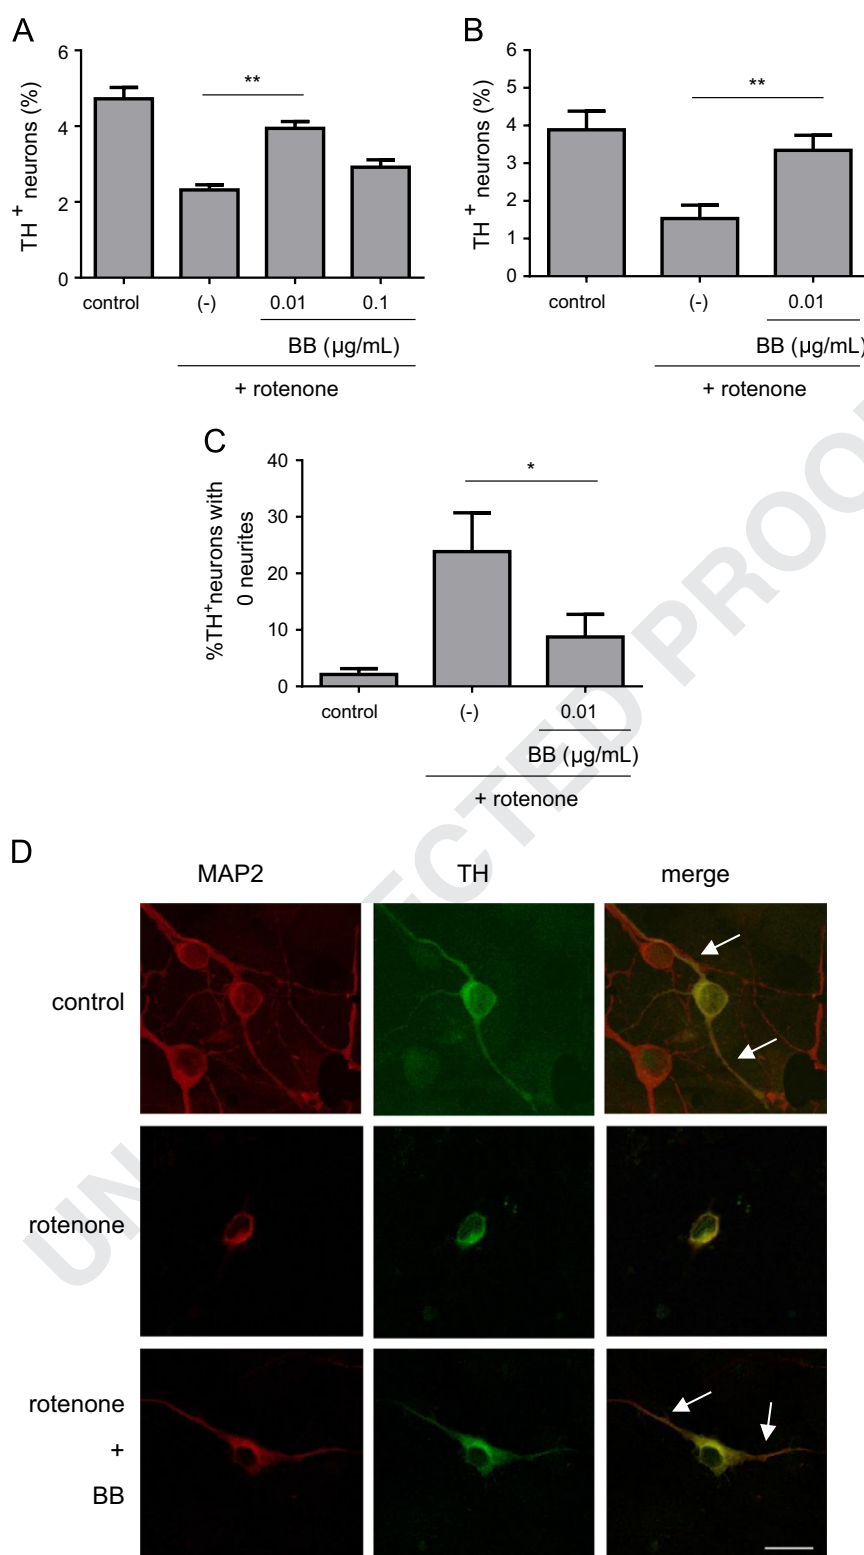 A
TH + neurons (%)
6
4
2
0
**
control
(-)
0.01
0.1
BB (µg/mL)
+ rotenone
B
TH + neurons (%)
6
5
4
3
2
1
0
**
control
(-)
0.01
BB (µg/mL)
+ rotenone
C
%TH+neurons with
0 neurites
40
30
20
10
0
*
control
(-)
0.01
BB (µg/mL)
+ rotenone
D
MAP2
TH
merge
control
rotenone
rotenone
+
BB